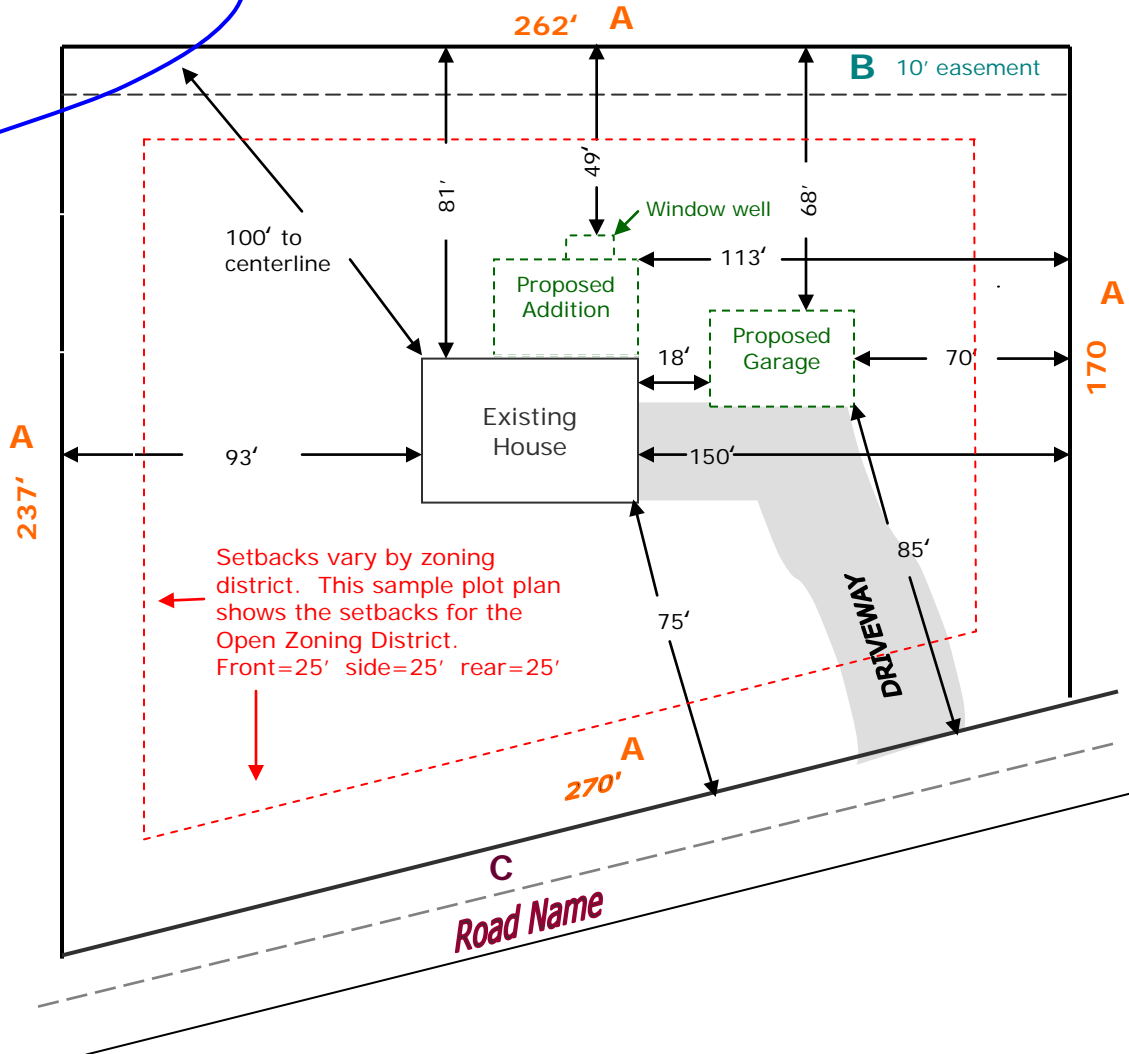 262' A
B 10' easement
49'
81'
68'
Window well
100' to
centerline
113'
Proposed
Addition
A
170
Proposed
Garage
18'
70'
Existing
House
A
237'
93'
150'
Setbacks vary by zoning
district. This sample plot plan
shows the setbacks for the
Open Zoning District.
Front=25' side=25' rear=25'
85'
75'
DRIVEWAY
A
270'
C
Road Name